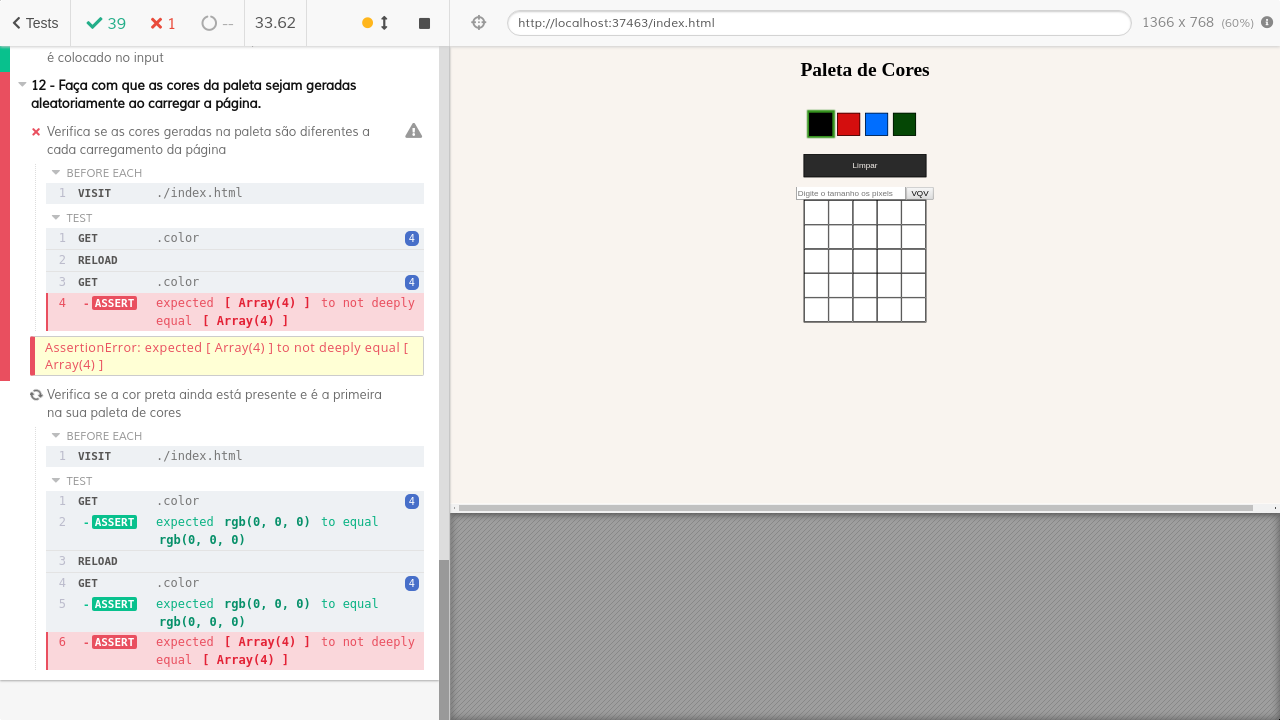 Tests
39
1
--
33.62
http://localhost:37463/index.html
1366 x 768 (60%)
é colocado no input
12 - Faça com que as cores da paleta sejam geradas
aleatoriamente ao carregar a página.
Verifica se as cores geradas na paleta são diferentes a
cada carregamento da página
BEFORE EACH
1 VISIT ./index.html
TEST
1 GET .color 4
2 RELOAD
3 GET .color 4
4 -ASSERT expected [ Array(4) ] to not deeply
equal [ Array(4) ]
AssertionError: expected [ Array(4) ] to not deeply equal [
Array(4) ]
Verifica se a cor preta ainda está presente e é a primeira
na sua paleta de cores
BEFORE EACH
1 VISIT ./index.html
TEST
1 GET .color 4
2 -ASSERT expected rgb(0, 0, 0) to equal
rgb(0, 0, 0)
3 RELOAD
4 GET .color 4
5 -ASSERT expected rgb(0, 0, 0) to equal
rgb(0, 0, 0)
6 -ASSERT expected [ Array(4) ] to not deeply
equal [ Array(4) ]
Paleta de Cores
Limpar
Digite o tamanho os pixels
VQV